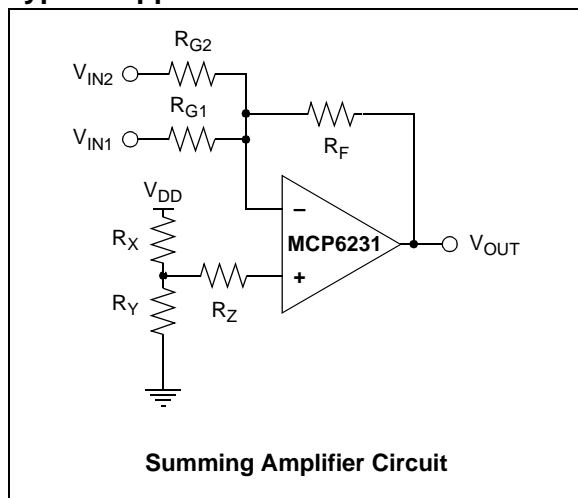 R_G2
V_IN2
R_G1
V_IN1
R_F
V_DD
–
MCP6231
V_OUT
R_X
+
R_Y
R_Z
Summing Amplifier Circuit